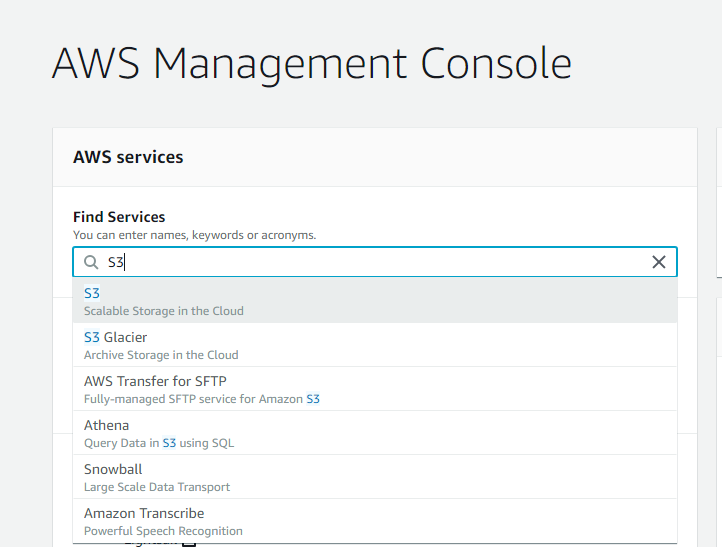 AWS Management Console
AWS services
Find Services
You can enter names, keywords or acronyms.
S3
S3
Scalable Storage in the Cloud
S3 Glacier
Archive Storage in the Cloud
AWS Transfer for SFTP
Fully-managed SFTP service for Amazon S3
Athena
Query Data in S3 using SQL
Snowball
Large Scale Data Transport
Amazon Transcribe
Powerful Speech Recognition